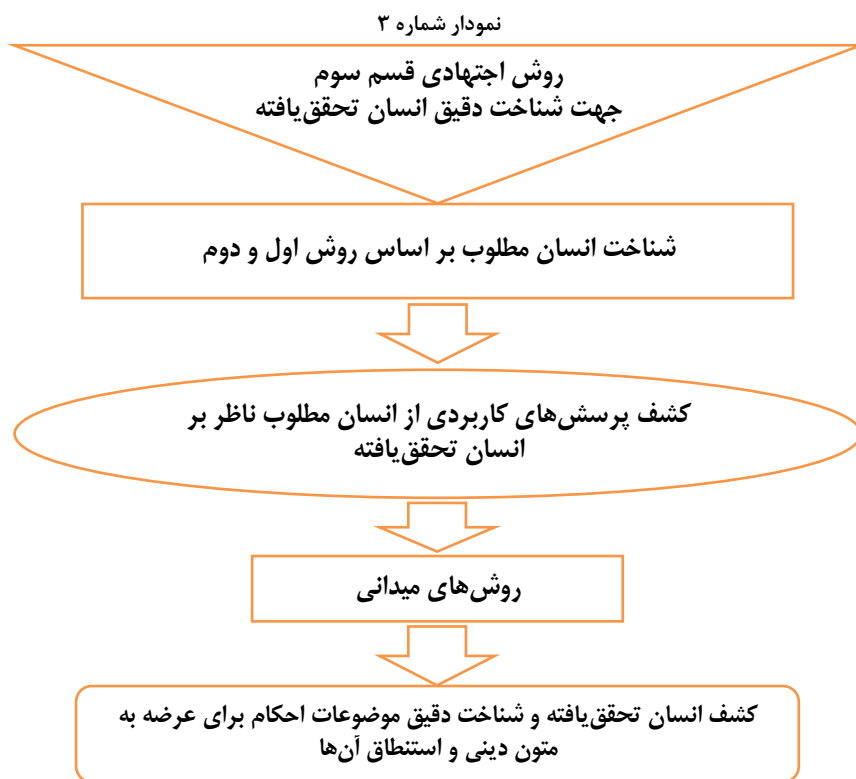 نمودار شماره ۳
روش اجتهادی قسم سوم
جهت شناخت دقیق انسان تحقق‌یافته
شناخت انسان مطلوب بر اساس روش اول و دوم
کشف پرسش‌های کاربردی از انسان مطلوب ناظر بر
انسان تحقق‌یافته
روش‌های میدانی
کشف انسان تحقق‌یافته و شناخت دقیق موضوعات احکام برای عرضه به
متون دینی و استنطاق آن‌ها